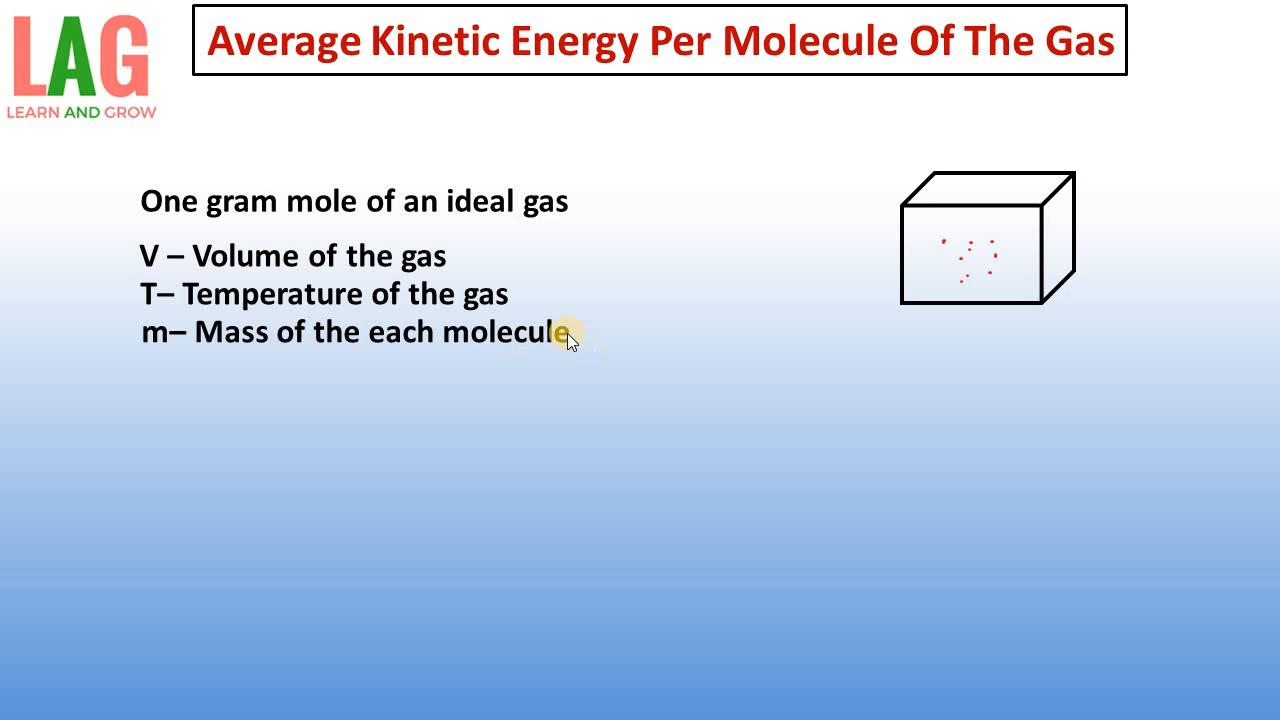 LAG
LEARN AND GROW
Average Kinetic Energy Per Molecule Of The Gas
One gram mole of an ideal gas
V – Volume of the gas
T– Temperature of the gas
m– Mass of the each molecule